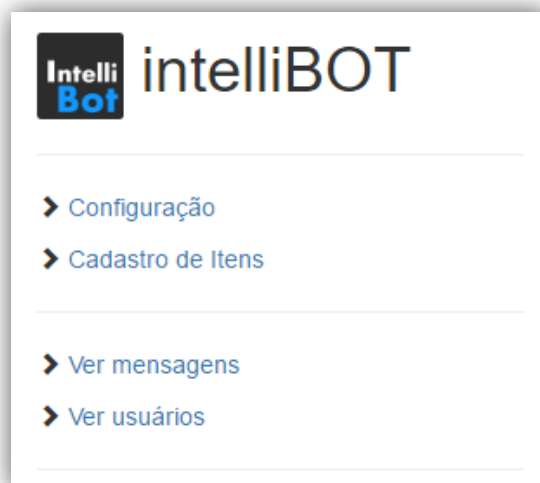 Intelli
Bot
intelliBOT
Configuração
Cadastro de Itens
Ver mensagens
Ver usuários